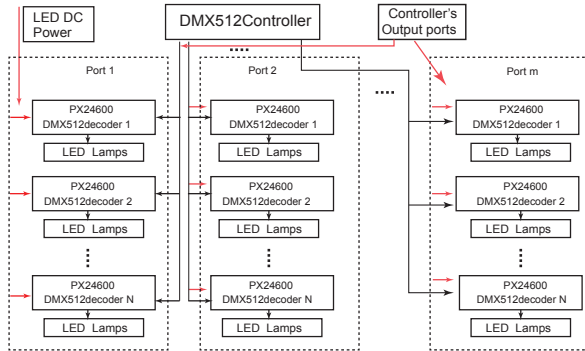 LED DC
Power
DMX512Controller
Controller's
Output ports
....
....
Port 1
Port 2
Port m
PX24600
DMX512decoder 1
LED Lamps
PX24600
DMX512decoder 2
LED Lamps
....
PX24600
DMX512decoder N
LED Lamps
PX24600
DMX512decoder 1
LED Lamps
PX24600
DMX512decoder 2
LED Lamps
....
PX24600
DMX512decoder N
LED Lamps
PX24600
DMX512decoder 1
LED Lamps
PX24600
DMX512decoder 2
LED Lamps
....
PX24600
DMX512decoder N
LED Lamps